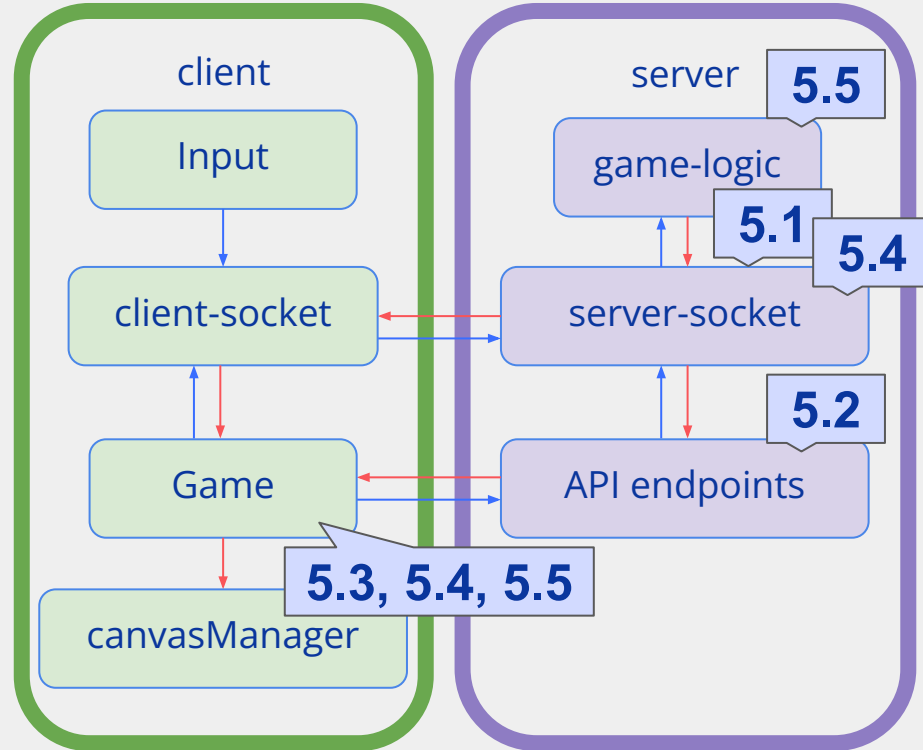 client
Input
client-socket
Game
5.3, 5.4, 5.5
canvasManager
server
5.5
game-logic
5.1
5.4
server-socket
5.2
API endpoints